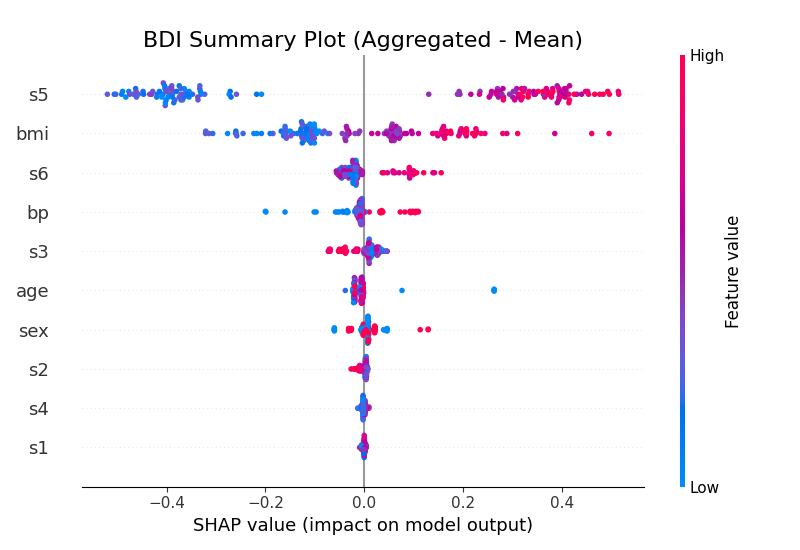 BDI Summary Plot (Aggregated - Mean)
High
s5
bmi
s6
bp
s3
age
sex
s2
s4
s1
Feature value
Low
−0.4 −0.2 0.0 0.2 0.4
SHAP value (impact on model output)